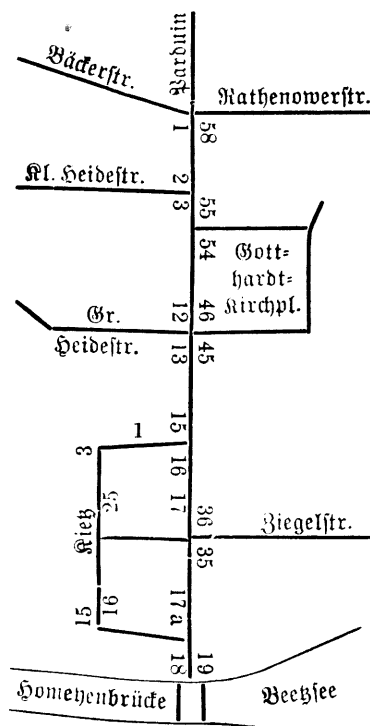 Parduin
Bäckerstr.
Rathenowerstr.
1
58
Kl. Heidestr.
2
3
55
54
Gott=
hardt=
Kirchpl.
12
46
Gr.
Heidestr.
13
45
15
1
3
16
25
17
36
Kietz
Ziegelstr.
35
15
16
17a
18
19
Homeyenbrücke
Beetzsee